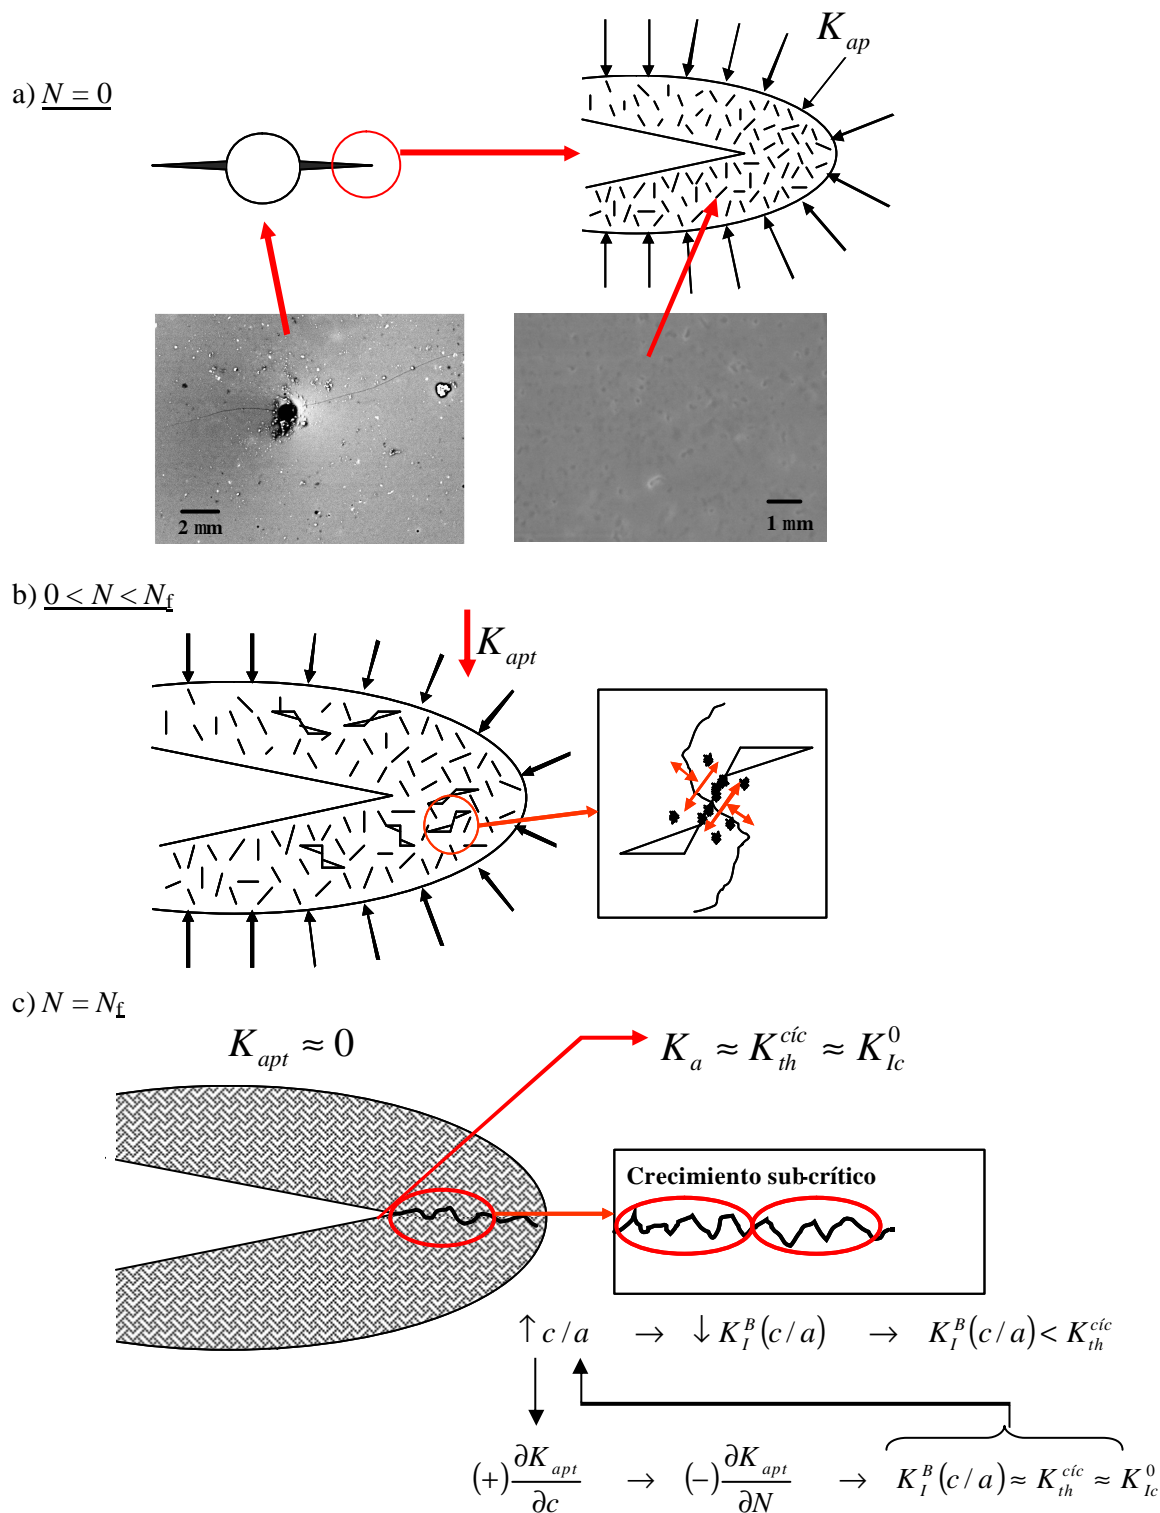 K_ap
a) N = 0
2 mm
1 mm
b) 0 < N < N_f
K_apt
c) N = N_f
K_apt ≈ 0
K_a ≈ K_th^cíc ≈ K_Ic^0
Crecimiento sub-crítico
↑ c / a → ↓ K_I^B (c / a) → K_I^B (c / a) < K_th^cíc
(+) ∂K_apt / ∂c → (−) ∂K_apt / ∂N → K_I^B (c / a) ≈ K_th^cíc ≈ K_Ic^0